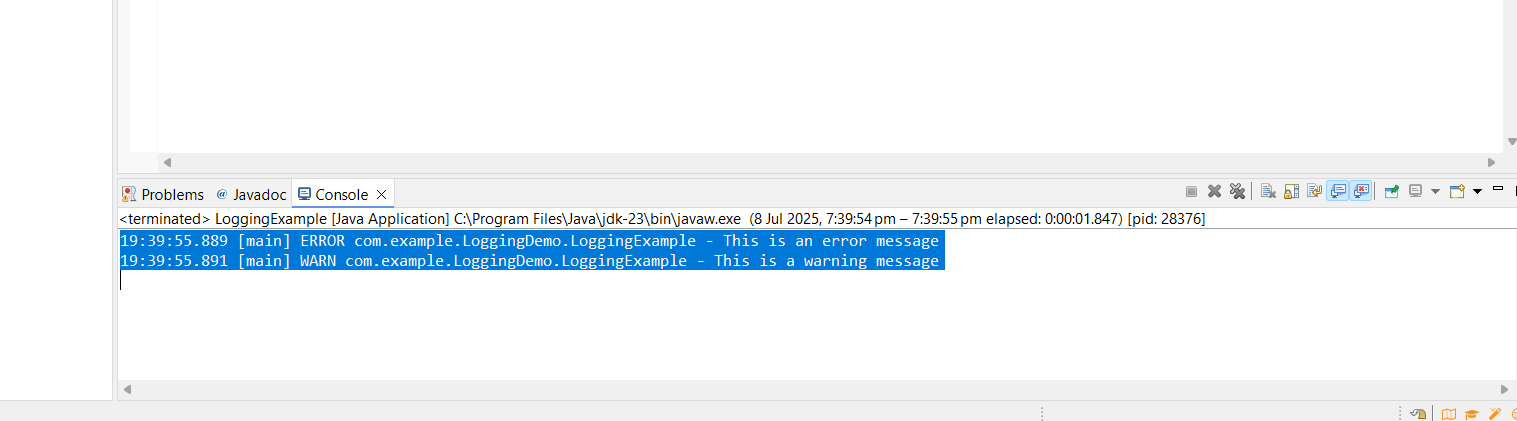 Problems @ Javadoc Console
<terminated> LoggingExample [Java Application] C:\Program Files\Java\jdk-23\bin\javaw.exe (8 Jul 2025, 7:39:54 pm – 7:39:55 pm elapsed: 0:00:01.847) [pid: 28376]
19:39:55.889 [main] ERROR com.example.LoggingDemo.LoggingExample - This is an error message
19:39:55.891 [main] WARN com.example.LoggingDemo.LoggingExample - This is a warning message